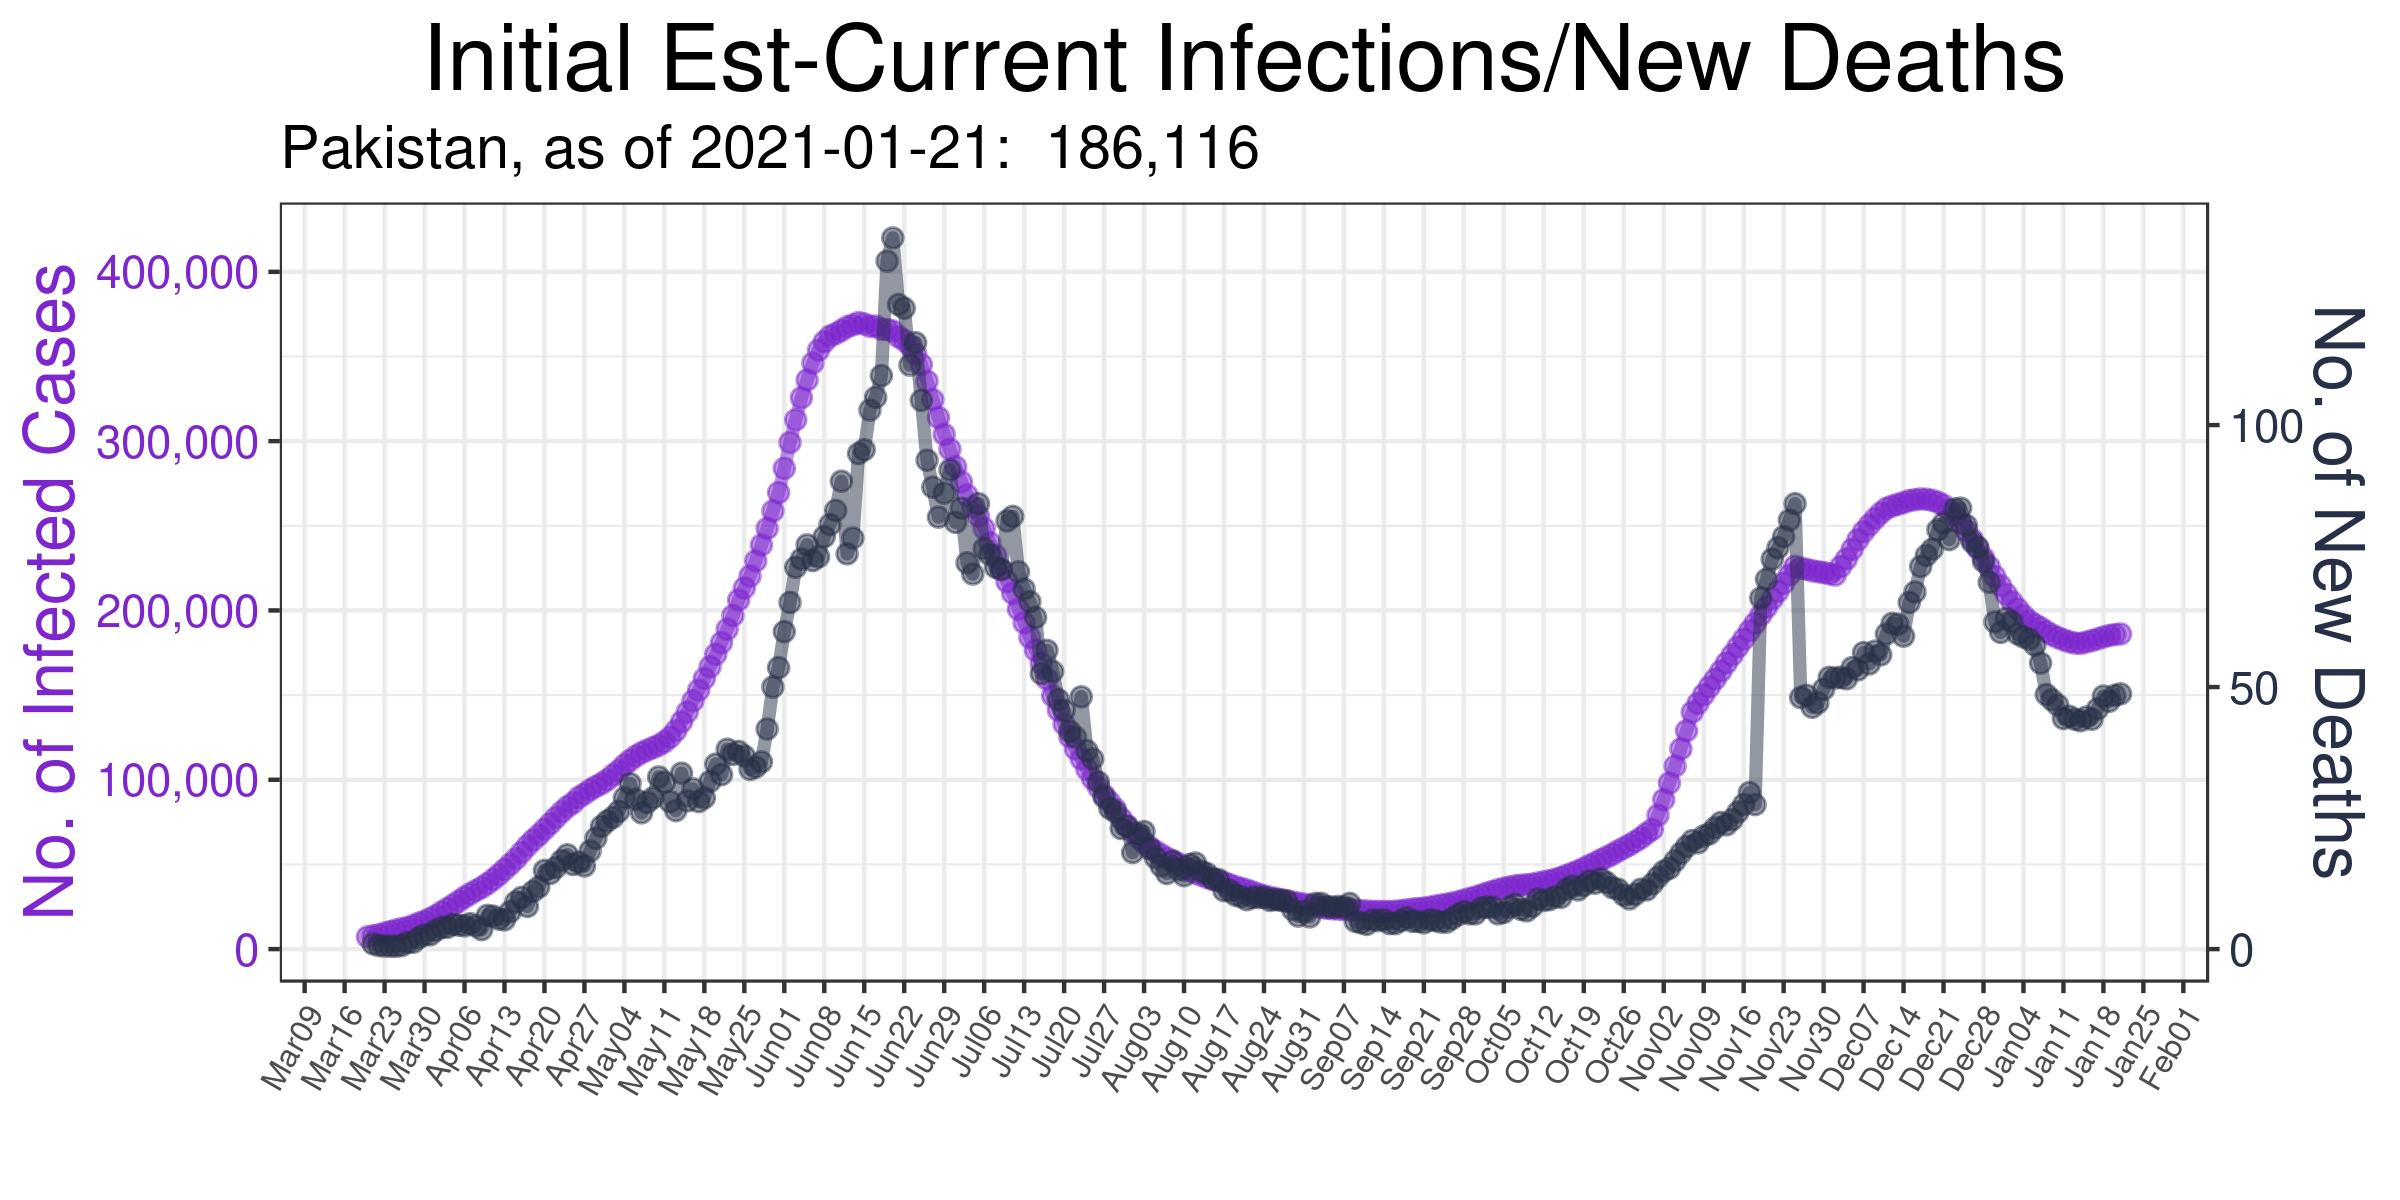 Initial Est-Current Infections/New Deaths
Pakistan, as of 2021-01-21:  186,116
No. of Infected Cases
400,000
300,000
200,000
100,000
0
No. of New Deaths
100
50
0
Mar09
Mar16
Mar23
Mar30
Apr06
Apr13
Apr20
Apr27
May04
May11
May18
May25
Jun01
Jun08
Jun15
Jun22
Jun29
Jul06
Jul13
Jul20
Jul27
Aug03
Aug10
Aug17
Aug24
Aug31
Sep07
Sep14
Sep21
Sep28
Oct05
Oct12
Oct19
Oct26
Nov02
Nov09
Nov16
Nov23
Nov30
Dec07
Dec14
Dec21
Dec28
Jan04
Jan11
Jan18
Jan25
Feb01